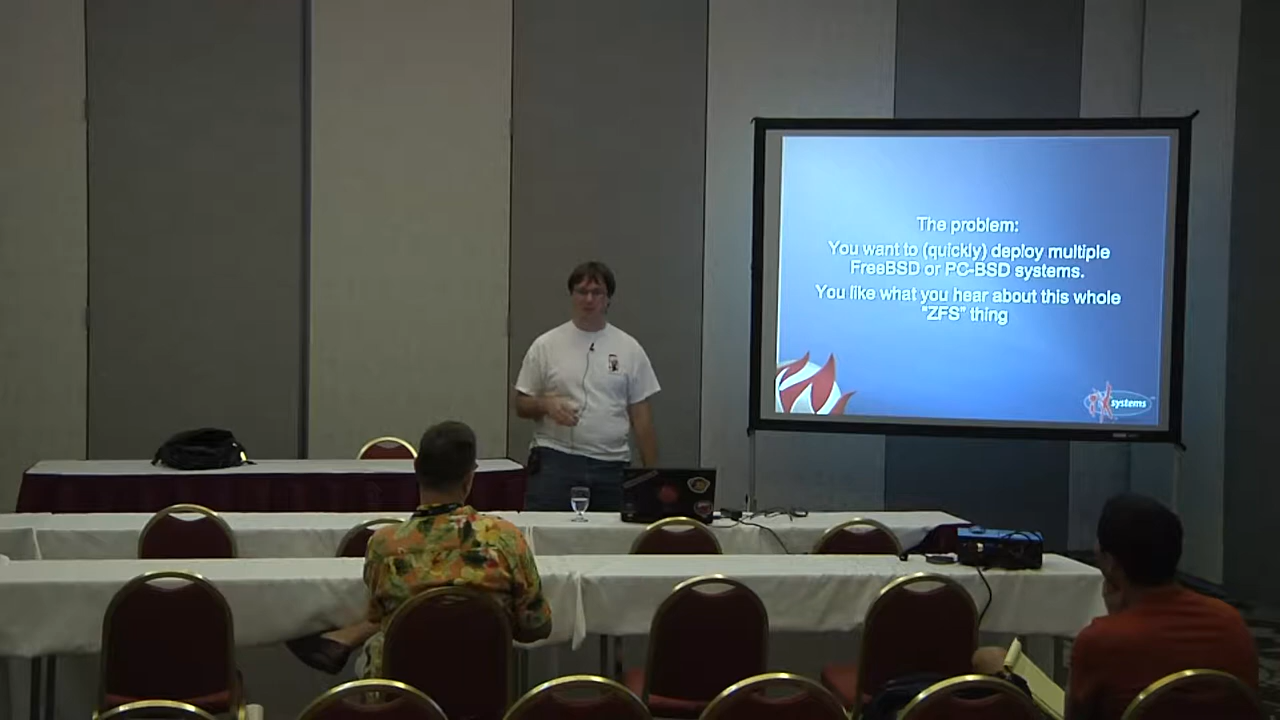 The problem:
You want to (quickly) deploy multiple
FreeBSD or PC-BSD systems.
You like what you hear about this whole
"ZFS" thing
iX systems